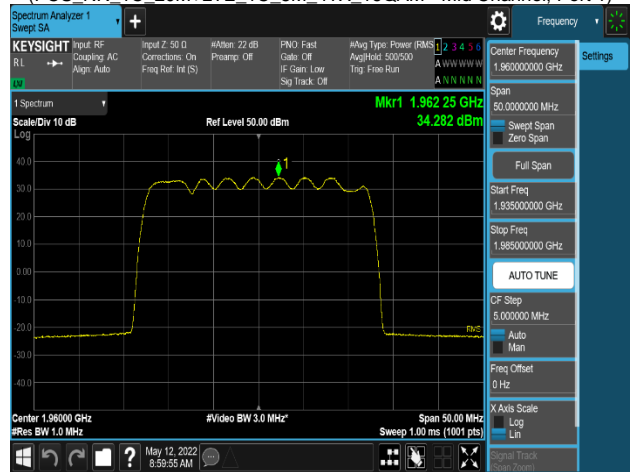 Spectrum Analyzer 1
Swept SA
Frequency
KEYSIGHT
RL
Input: RF
Coupling: AC
Align: Auto
Input Z: 50 Ω
Corrections: On
Freq Ref: Int (S)
#Atten: 22 dB
Preamp: Off
PNO: Fast
Gate: Off
IF Gain: Low
Sig Track: Off
#Avg Type: Power (RMS)
Avg|Hold: 500/500
Trig: Free Run
1 2 3 4 5 6
A W W W W W
A N N N N N
Center Frequency
1.960000000 GHz
Settings
1 Spectrum
Scale/Div 10 dB
Log
Ref Level 50.00 dBm
Mkr1 1.962 25 GHz
34.282 dBm
Span
50.0000000 MHz
Swept Span
Zero Span
Full Span
Start Freq
1.935000000 GHz
Stop Freq
1.985000000 GHz
AUTO TUNE
CF Step
5.000000 MHz
Auto
Man
Freq Offset
0 Hz
X Axis Scale
Log
Lin
Signal Track
(Span Zoom)
40.0
30.0
20.0
10.0
0.00
-10.0
-20.0
-30.0
-40.0
1
RMS
Center 1.96000 GHz
#Res BW 1.0 MHz
#Video BW 3.0 MHz*
Span 50.00 MHz
Sweep 1.00 ms (1001 pts)
?
May 12, 2022
8:59:55 AM